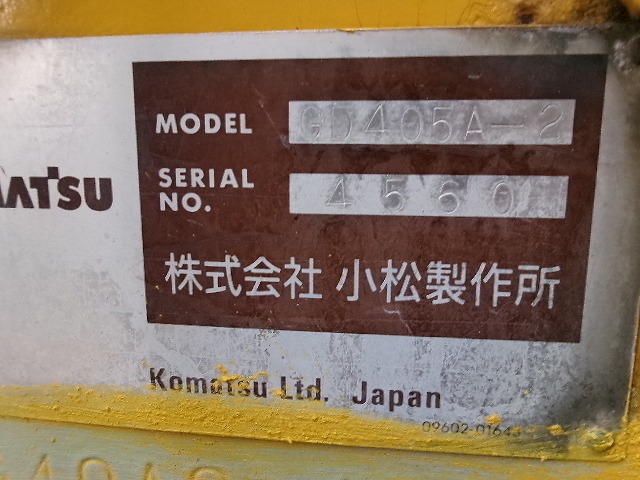 MODEL GD405A-2
SERIAL NO. 4560
MATSU
株式会社 小松製作所
Komatsu Ltd. Japan